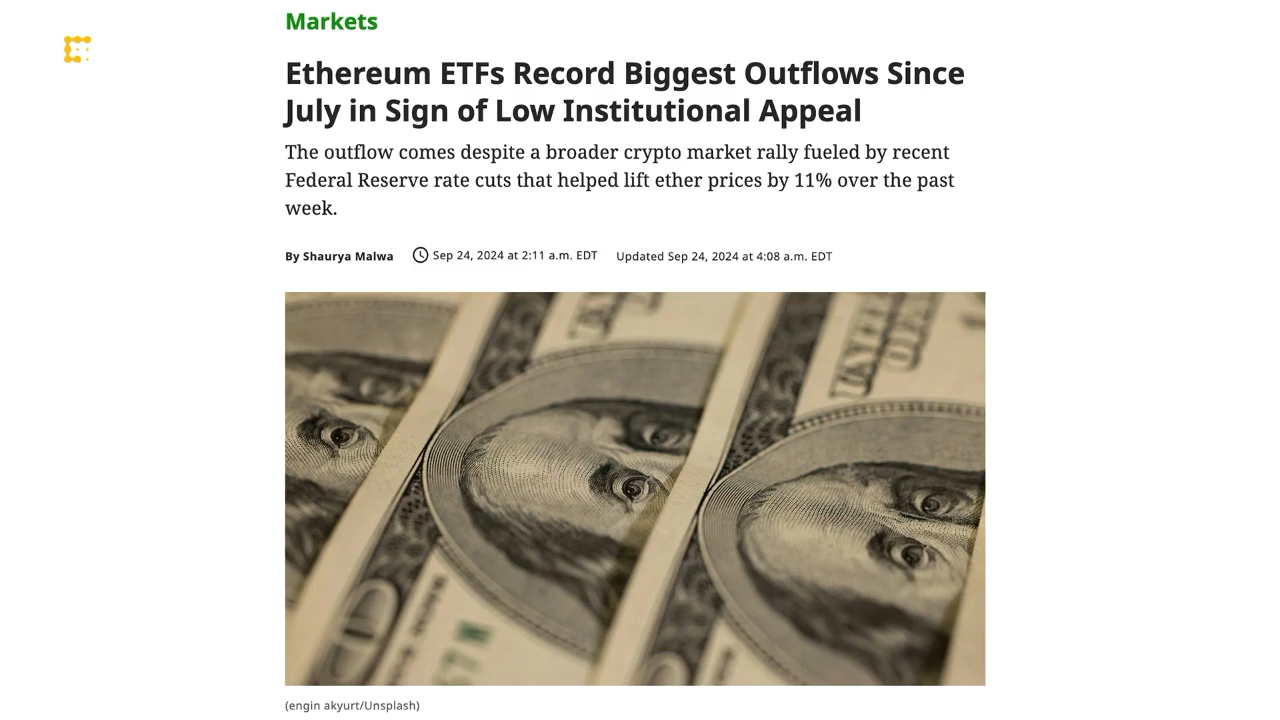 Markets
Ethereum ETFs Record Biggest Outflows Since
July in Sign of Low Institutional Appeal
The outflow comes despite a broader crypto market rally fueled by recent
Federal Reserve rate cuts that helped lift ether prices by 11% over the past
week.
By Shaurya Malwa Sep 24, 2024 at 2:11 a.m. EDT Updated Sep 24, 2024 at 4:08 a.m. EDT
(engin akyurt/Unsplash)